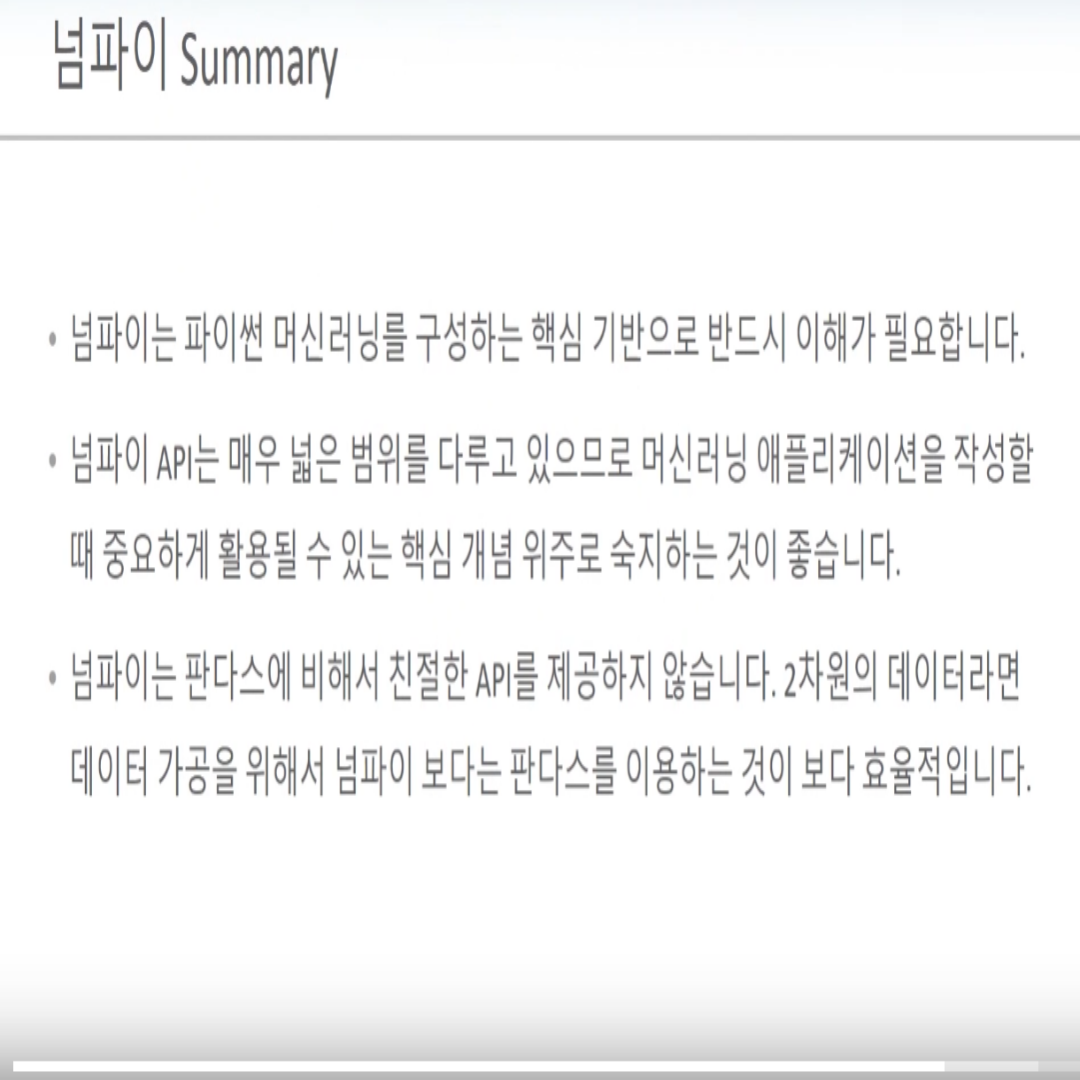 넘파이 Summary
• 넘파이는 파이썬 머신러닝를 구성하는 핵심 기반으로 반드시 이해가 필요합니다.
• 넘파이 API는 매우 넓은 범위를 다루고 있으므로 머신러닝 애플리케이션을 작성할
때 중요하게 활용될 수 있는 핵심 개념 위주로 숙지하는 것이 좋습니다.
• 넘파이는 판다스에 비해서 친절한 API를 제공하지 않습니다. 2차원의 데이터라면
데이터 가공을 위해서 넘파이 보다는 판다스를 이용하는 것이 보다 효율적입니다.